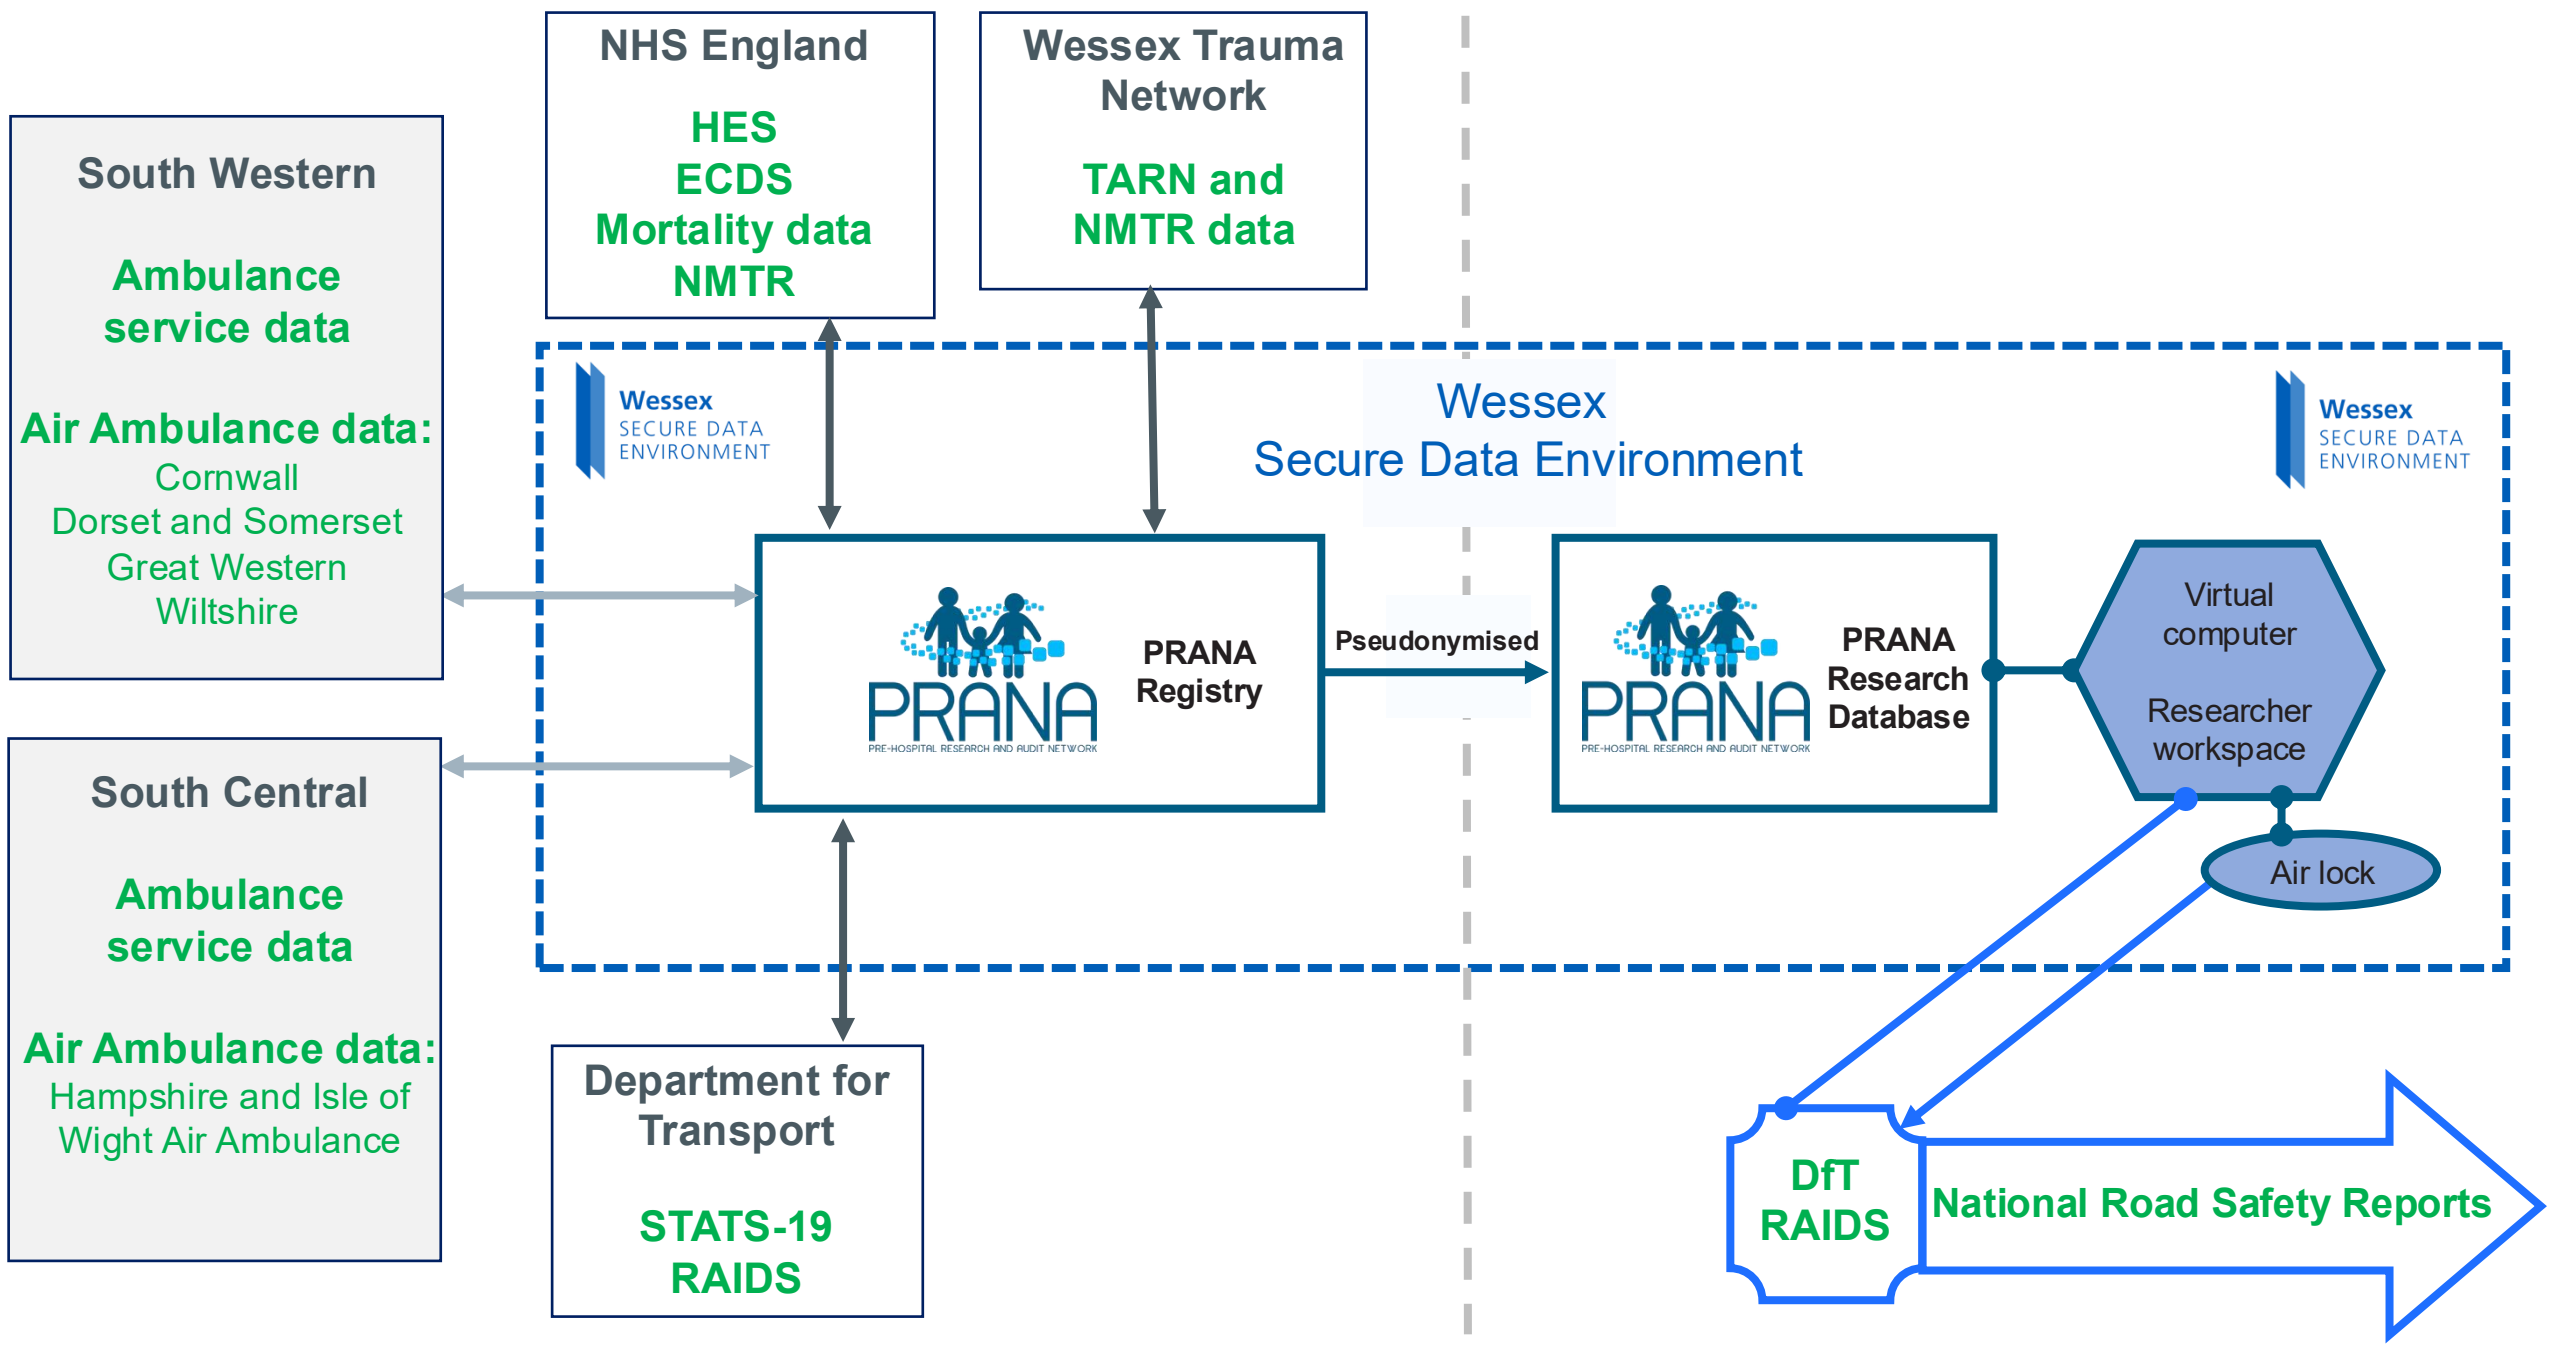 NHS England
HES
ECDS
Mortality data
NMTR
Wessex Trauma
Network
TARN and
NMTR data
South Western
Ambulance
service data
Air Ambulance data:
Cornwall
Dorset and Somerset
Great Western
Wiltshire
South Central
Ambulance
service data
Air Ambulance data:
Hampshire and Isle of
Wight Air Ambulance
Wessex
SECURE DATA
ENVIRONMENT
Wessex
Secure Data Environment
Wessex
SECURE DATA
ENVIRONMENT
PRANA
PRE-HOSPITAL RESEARCH AND AUDIT NETWORK
PRANA
Registry
Pseudonymised
PRANA
PRE-HOSPITAL RESEARCH AND AUDIT NETWORK
PRANA
Research
Database
Virtual
computer
Researcher
workspace
Air lock
Department for
Transport
STATS-19
RAIDS
DfT
RAIDS
National Road Safety Reports